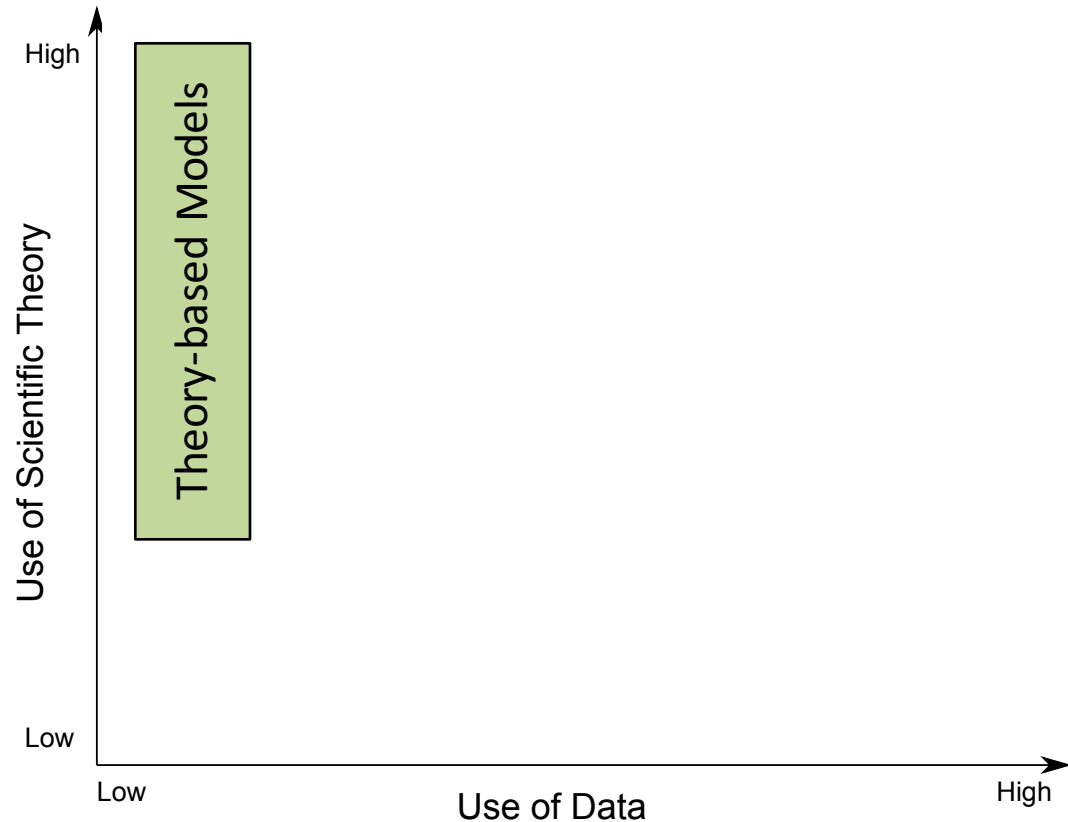 High
Theory-based Models
Use of Scientific Theory
Low
Low
High
Use of Data